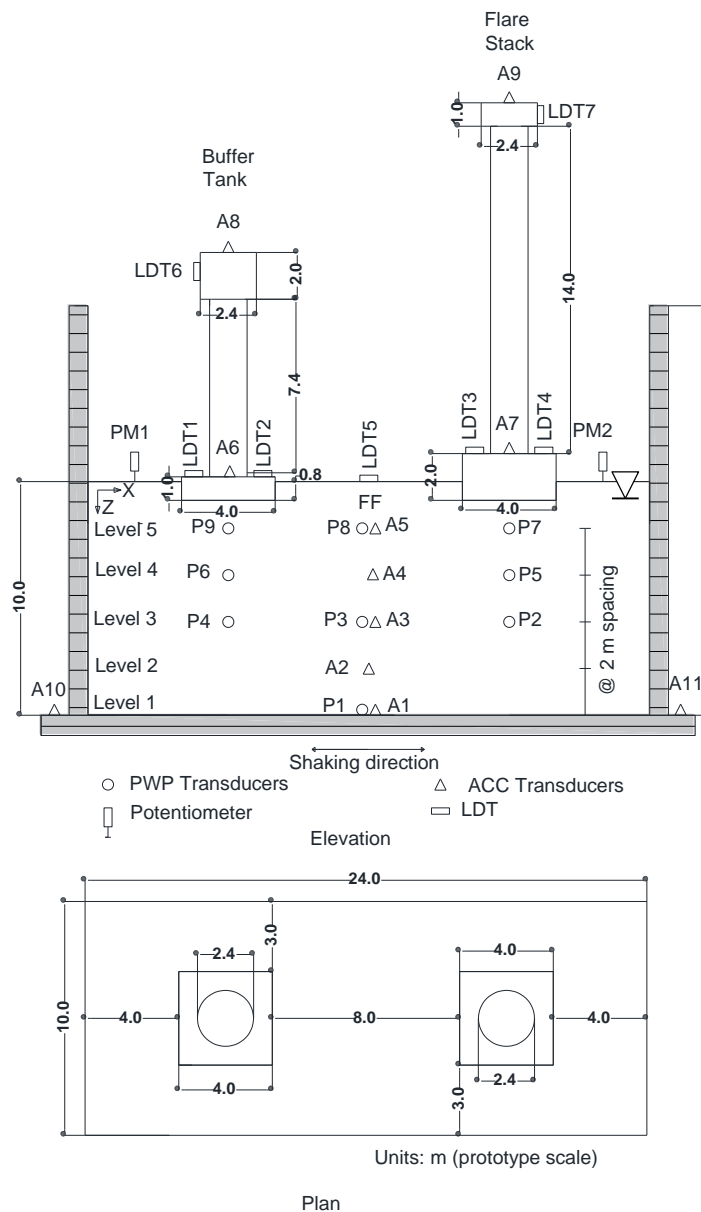 Flare
Stack
A9
1.0
LDT7
2.4
Buffer
Tank
A8
LDT6
2.0
2.4
14.0
7.4
PM1
LDT1
A6
LDT2
LDT5
LDT3
A7
LDT4
PM2
0.8
1.0
2.0
X
Z
4.0
FF
4.0
Level 5
P9
P8
A5
P7
Level 4
P6
A4
P5
10.0
Level 3
P4
P3
A3
P2
@ 2 m spacing
Level 2
A2
A10
A11
Level 1
P1
A1
Shaking direction
PWP Transducers
ACC Transducers
Potentiometer
LDT
Elevation
24.0
3.0
2.4
4.0
10.0
4.0
8.0
4.0
4.0
2.4
3.0
Units: m (prototype scale)
Plan